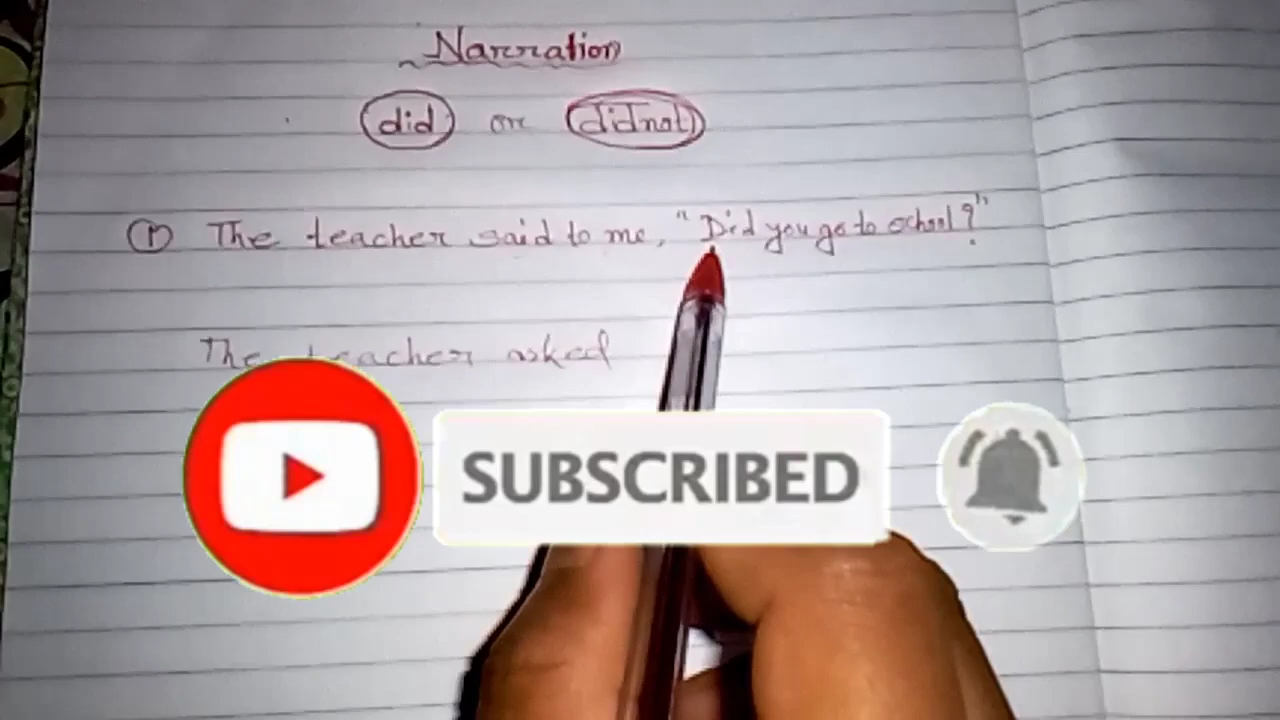 Narration
did or didnot
① The teacher said to me, "Did you go to school?"
The teacher asked
SUBSCRIBED